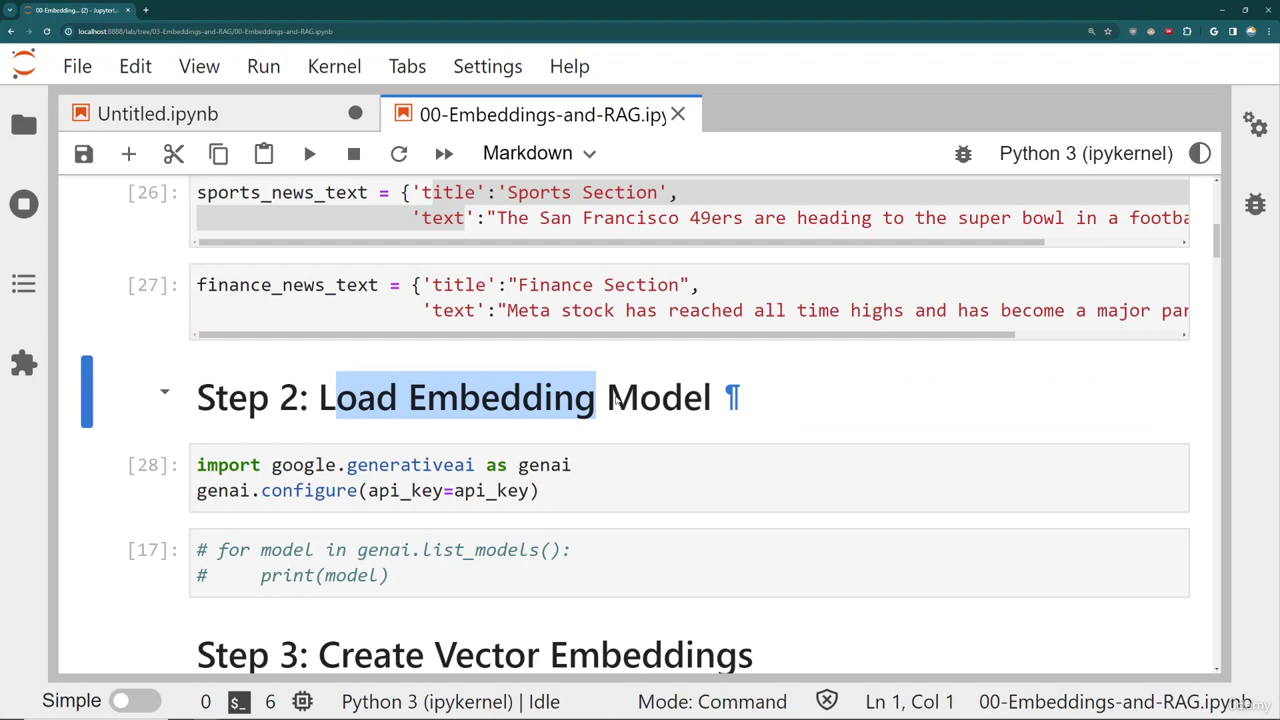 00-Embedding... (2) - JupyterLa
localhost:8888/lab/tree/03-Embeddings-and-RAG/00-Embeddings-and-RAG.ipynb
File Edit View Run Kernel Tabs Settings Help
Untitled.ipynb 00-Embeddings-and-RAG.ipy
Markdown Python 3 (ipykernel)
[26]: sports_news_text = {'title':'Sports Section',
'text':"The San Francisco 49ers are heading to the super bowl in a footba
[27]: finance_news_text = {'title':"Finance Section",
'text':"Meta stock has reached all time highs and has become a major par
Step 2: Load Embedding Model ¶
[28]: import google.generativeai as genai
genai.configure(api_key=api_key)
[17]: # for model in genai.list_models():
# print(model)
Step 3: Create Vector Embeddings
Simple 0 $_ 6 Python 3 (ipykernel) | Idle Mode: Command Ln 1, Col 1 00-Embeddings-and-RAG.ipynb
Udemy